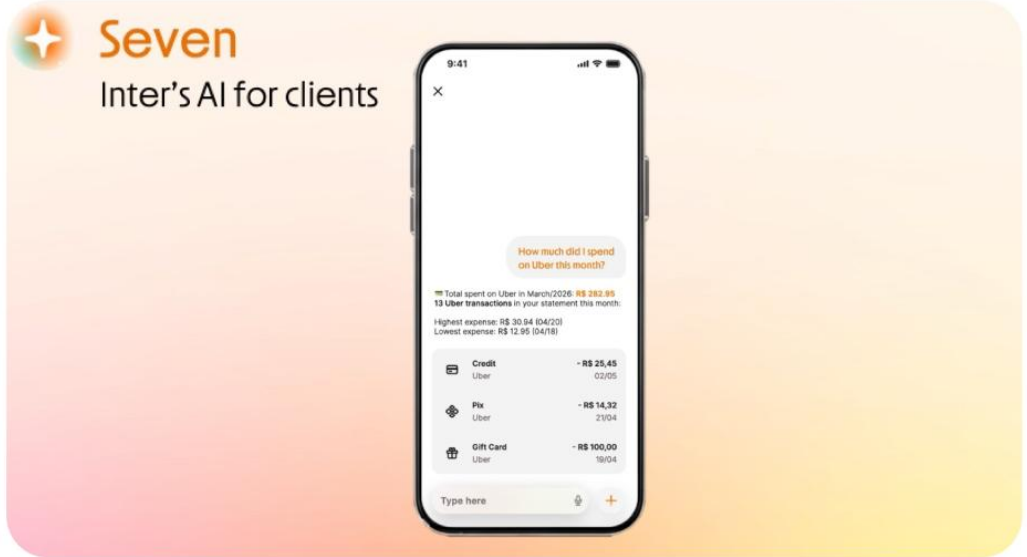 Seven
Inter's AI for clients
9:41
How much did I spend
on Uber this month?
Total spent on Uber in March/2026: R$ 282.95
13 Uber transactions in your statement this month:
Highest expense: R$ 30.94 (04/20)
Lowest expense: R$ 12.95 (04/18)
Credit - R$ 25,45
Uber 02/05
Pix - R$ 14,32
Uber 21/04
Gift Card - R$ 100,00
Uber 19/04
Type here